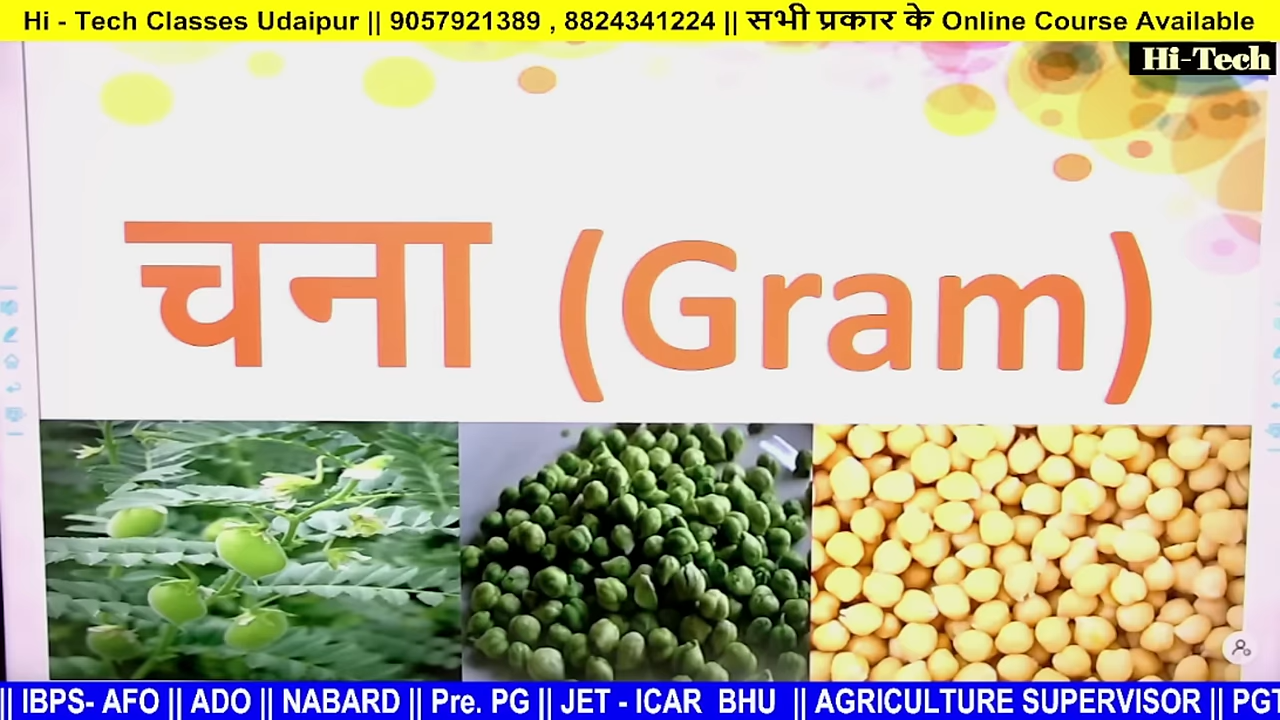 Hi - Tech Classes Udaipur || 9057921389 , 8824341224 || सभी प्रकार के Online Course Available
Hi-Tech
चना (Gram)
|| IBPS- AFO || ADO || NABARD || Pre. PG || JET - ICAR BHU || AGRICULTURE SUPERVISOR || PGT